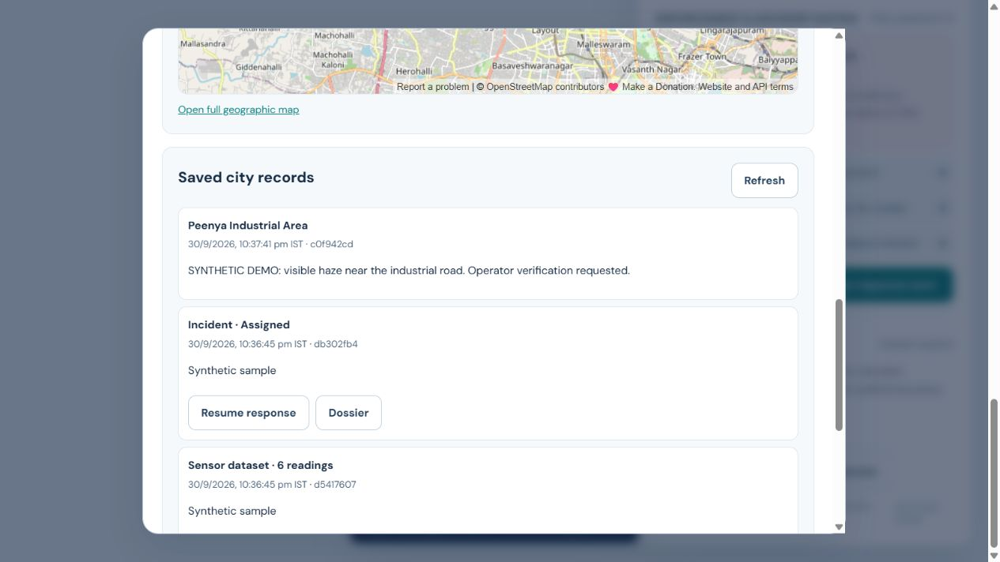 Layout
Lingarajapuram
Mallasandra
Machohalli
Malleswaram
Giddenahalli
Machohalli
Kaloni
Herohalli
Basaveshwaranagar
Vasanth Nagar
Frazer Town
Baiyyappa
Report a problem | © OpenStreetMap contributors ♥ Make a Donation. Website and API terms
Open full geographic map
Saved city records
Refresh
Peenya Industrial Area
30/9/2026, 10:37:41 pm IST · c0f942cd
SYNTHETIC DEMO: visible haze near the industrial road. Operator verification requested.
Incident · Assigned
30/9/2026, 10:36:45 pm IST · db302fb4
Synthetic sample
Resume response
Dossier
Sensor dataset · 6 readings
30/9/2026, 10:36:45 pm IST · d5417607
Synthetic sample